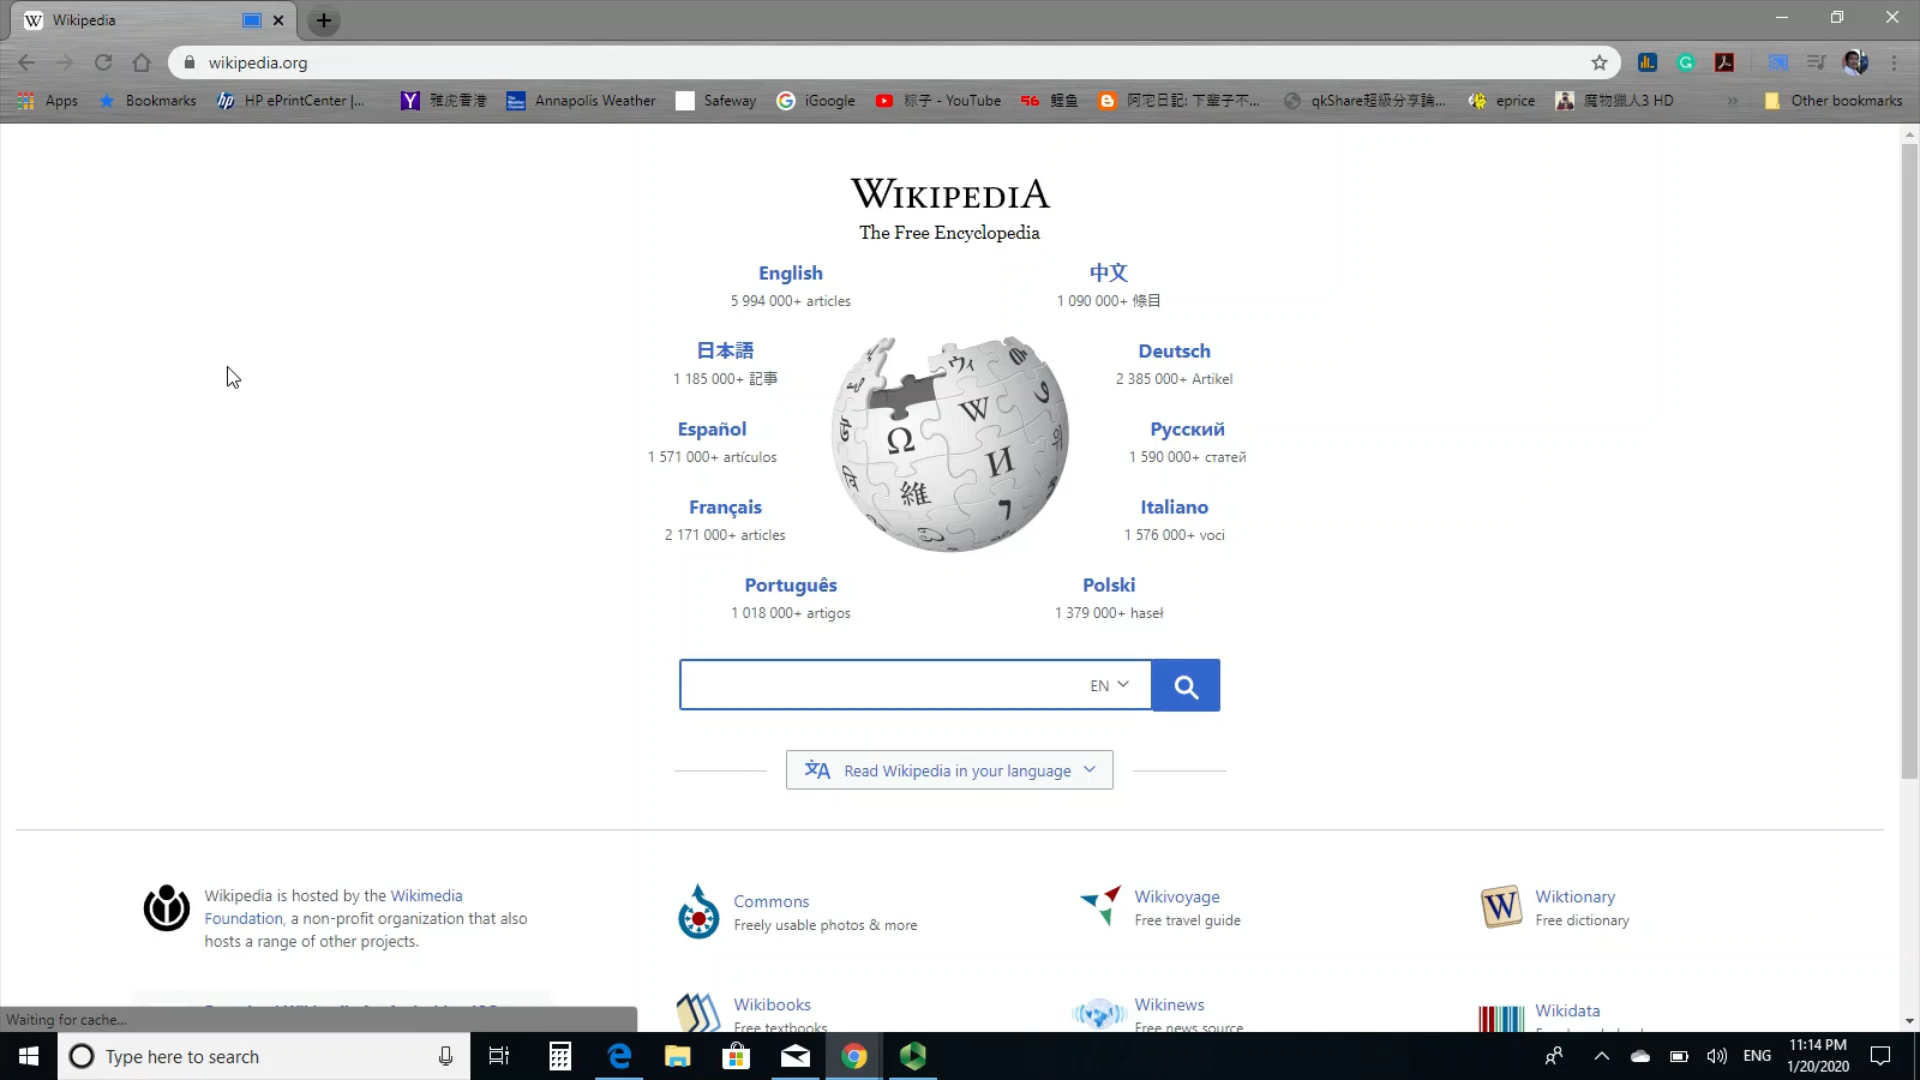 Wikipedia
wikipedia.org
Apps Bookmarks HP ePrintCenter |... 雅虎香港 Annapolis Weather Safeway iGoogle 粽子 - YouTube 56 鲤鱼 阿宅日記: 下輩子不... qkShare超級分享論... eprice 魔物獵人3 HD » Other bookmarks
WIKIPEDIA
The Free Encyclopedia
English
5 994 000+ articles
中文
1 090 000+ 條目
日本語
1 185 000+ 記事
Deutsch
2 385 000+ Artikel
Español
1 571 000+ artículos
Русский
1 590 000+ статей
Français
2 171 000+ articles
Italiano
1 576 000+ voci
Português
1 018 000+ artigos
Polski
1 379 000+ haseł
Ω W И 維 ウィ
EN
Read Wikipedia in your language
Wikipedia is hosted by the Wikimedia
Foundation, a non-profit organization that also
hosts a range of other projects.
Commons
Freely usable photos & more
Wikivoyage
Free travel guide
Wiktionary
Free dictionary
Wikibooks
Free textbooks
Wikinews
Free news source
Wikidata
Waiting for cache...
Type here to search
ENG
11:14 PM
1/20/2020